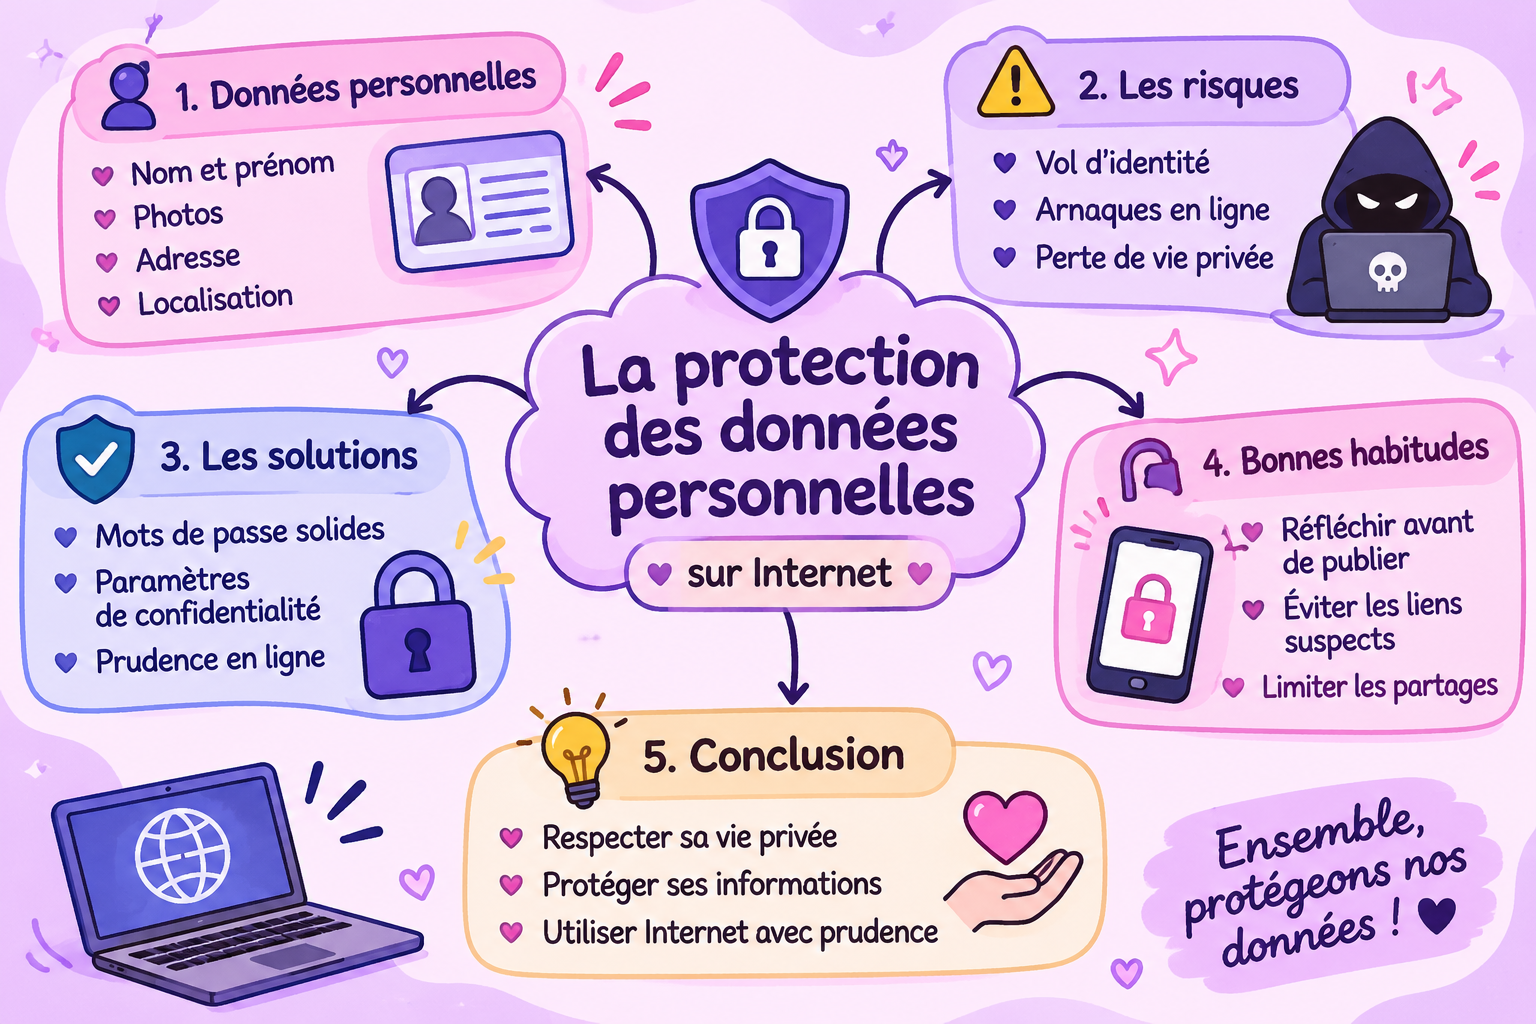 1. Données personnelles
Nom et prénom
Photos
Adresse
Localisation
2. Les risques
Vol d'identité
Arnaques en ligne
Perte de vie privée
La protection
des données
personnelles
sur Internet
3. Les solutions
Mots de passe solides
Paramètres
de confidentialité
Prudence en ligne
4. Bonnes habitudes
Réfléchir avant
de publier
Éviter les liens
suspects
Limiter les partages
5. Conclusion
Respecter sa vie privée
Protéger ses informations
Utiliser Internet avec prudence
Ensemble,
protégeons nos
données !